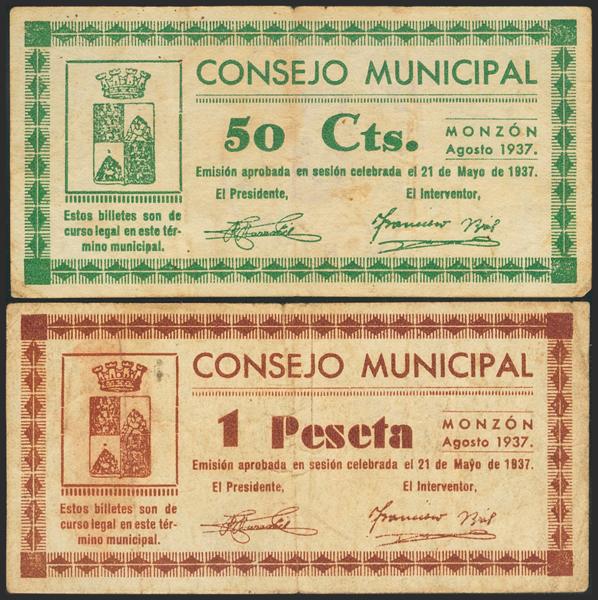 CONSEJO MUNICIPAL
50 Cts.
MONZÓN
Agosto 1937.
Emisión aprobada en sesión celebrada el 21 de Mayo de 1937.
El Presidente, El Interventor,
Estos billetes son de
curso legal en este tér-
mino municipal.
Francisco
CONSEJO MUNICIPAL
1 Peseta
MONZÓN
Agosto 1937.
Emisión aprobada en sesión celebrada el 21 de Mayo de 1937.
El Presidente, El Interventor,
Estos billetes son de
curso legal en este tér-
mino municipal.
Francisco